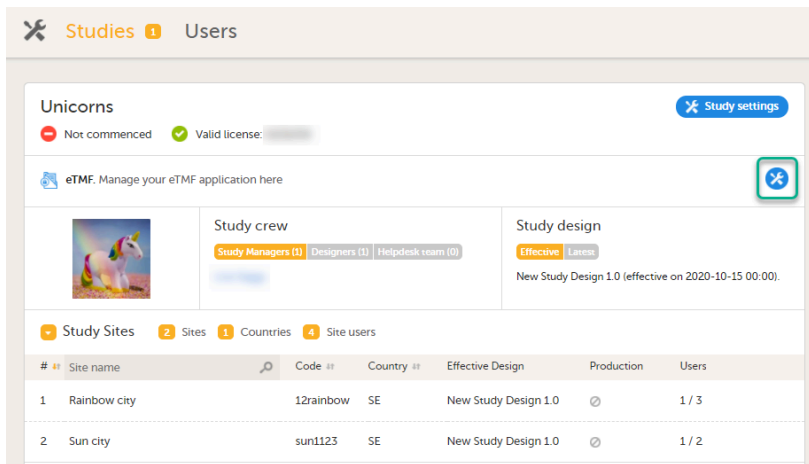 Studies 1 Users
Unicorns
Study settings
Not commenced Valid license:
eTMF. Manage your eTMF application here
Study crew
Study Managers (1) Designers (1) Helpdesk team (0)
Study design
Effective Latest
New Study Design 1.0 (effective on 2020-10-15 00:00).
Study Sites 2 Sites 1 Countries 4 Site users
# Site name Code Country Effective Design Production Users
1 Rainbow city 12rainbow SE New Study Design 1.0 1 / 3
2 Sun city sun1123 SE New Study Design 1.0 1 / 2